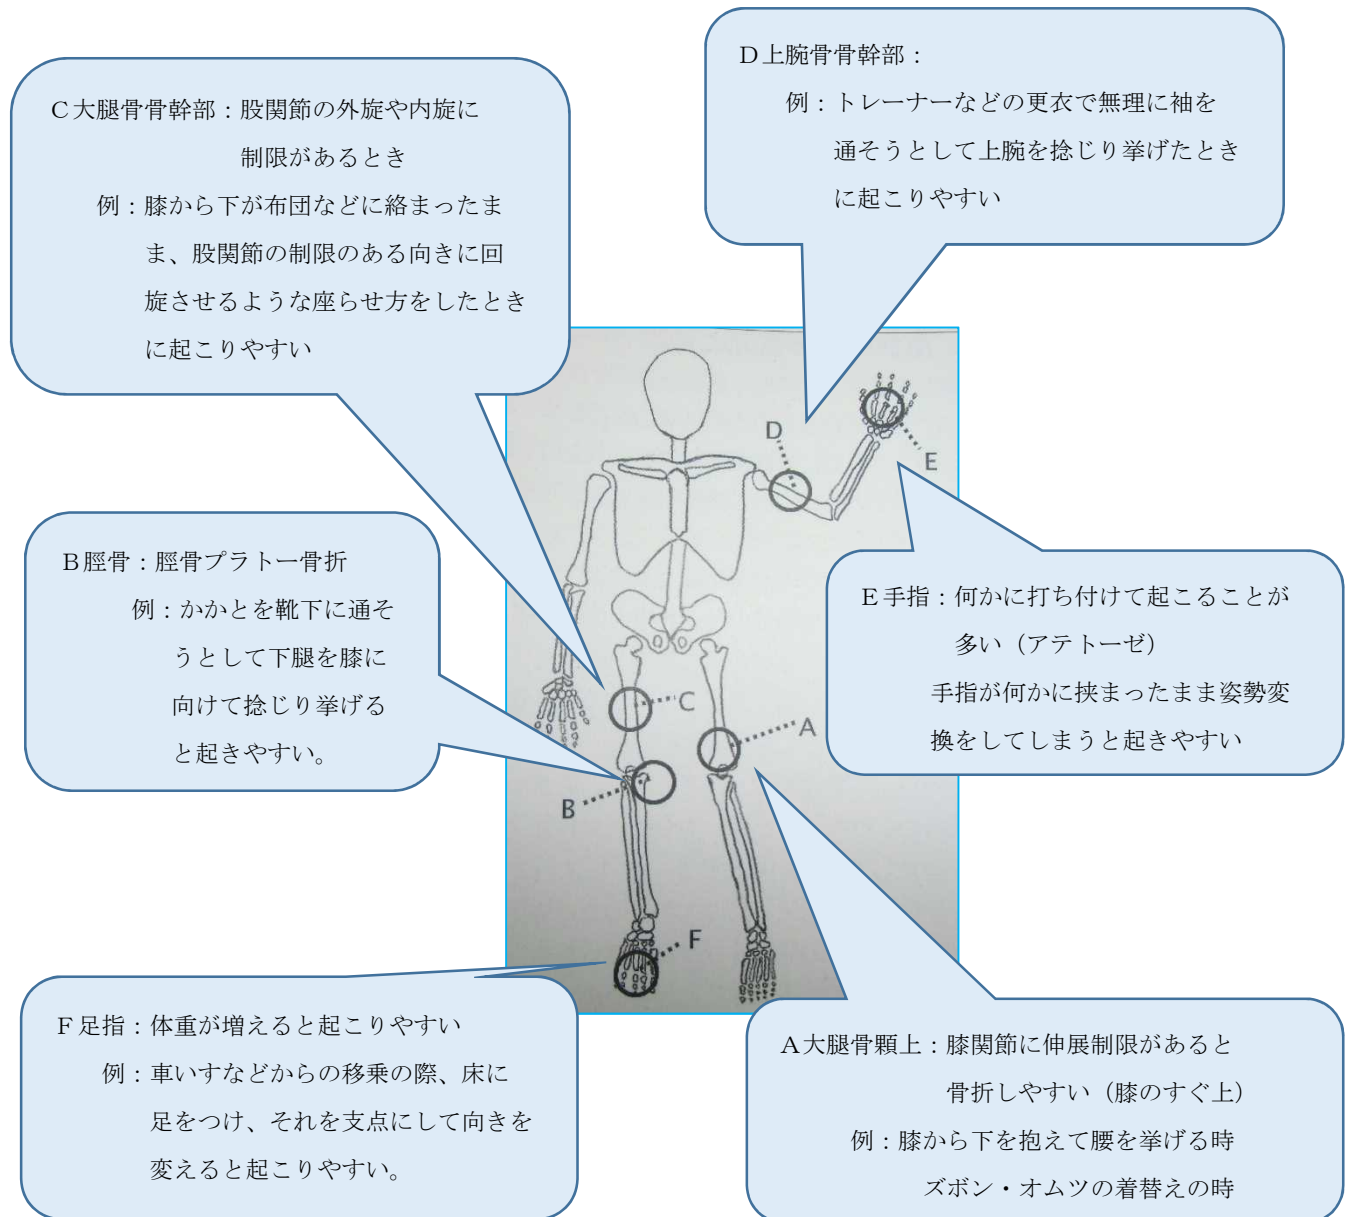 C大腿骨骨幹部：股関節の外旋や内旋に
制限があるとき
例：膝から下が布団などに絡まったま
ま、股関節の制限のある向きに回
旋させるような座らせ方をしたとき
に起こりやすい
D上腕骨骨幹部：
例：トレーナーなどの更衣で無理に袖を
通そうとして上腕を捻じり挙げたとき
に起こりやすい
B脛骨：脛骨プラトー骨折
例：かかとを靴下に通そ
うとして下腿を膝に
向けて捻じり挙げる
と起きやすい。
D
E
C
A
B
F
E手指：何かに打ち付けて起こることが
多い（アテトーゼ）
手指が何かに挟まったまま姿勢変
換をしてしまうと起きやすい
F足指：体重が増えると起こりやすい
例：車いすなどからの移乗の際、床に
足をつけ、それを支点にして向きを
変えると起こりやすい。
A大腿骨顆上：膝関節に伸展制限があると
骨折しやすい（膝のすぐ上）
例：膝から下を抱えて腰を挙げる時
ズボン・オムツの着替えの時